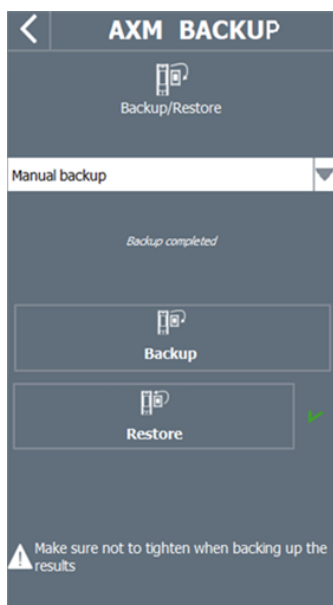 AXM BACKUP
Backup/Restore
Manual backup
Backup completed
Backup
Restore
Make sure not to tighten when backing up the
results